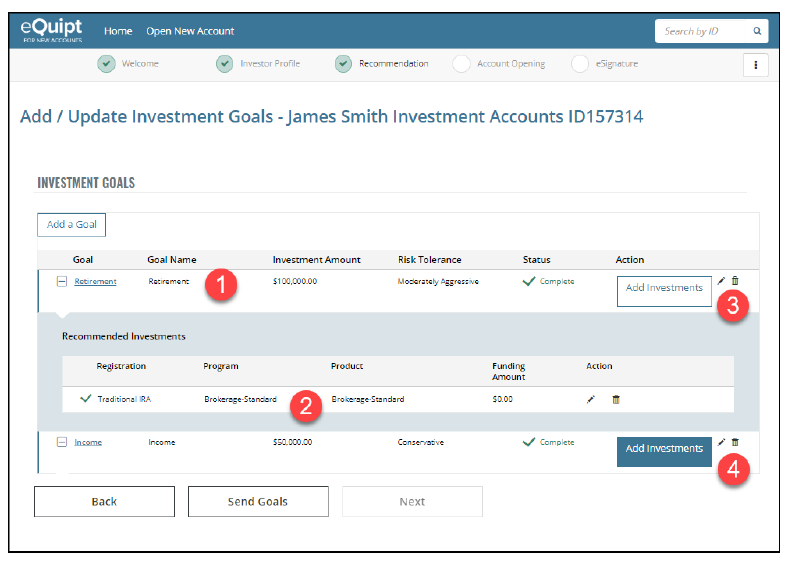 eQuipt
FOR NEW ACCOUNTS
Home Open New Account Search by ID
Welcome Investor Profile Recommendation Account Opening eSignature
Add / Update Investment Goals - James Smith Investment Accounts ID157314
INVESTMENT GOALS
Add a Goal
Goal Goal Name Investment Amount Risk Tolerance Status Action
Retirement Retirement 1 $100,000.00 Moderately Aggressive Complete Add Investments
3
Recommended Investments
Registration Program Product Funding Amount Action
Traditional IRA Brokerage-Standard 2 Brokerage-Standard $0.00
Income Income $50,000.00 Conservative Complete Add Investments
4
Back Send Goals Next